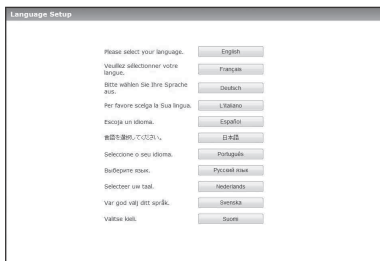 Language Setup
Please select your language. English
Veuillez sélectionner votre
langue. Français
Bitte wählen Sie Ihre Sprache
aus. Deutsch
Per favore scelga la Sua lingua. L'italiano
Escoja un idioma. Español
言語を選択してください。 日本語
Seleccione o seu idioma. Português
Выберите язык. Русский язык
Selecteer uw taal. Nederlands
Var god välj ditt språk. Svenska
Valitse kieli. Suomi